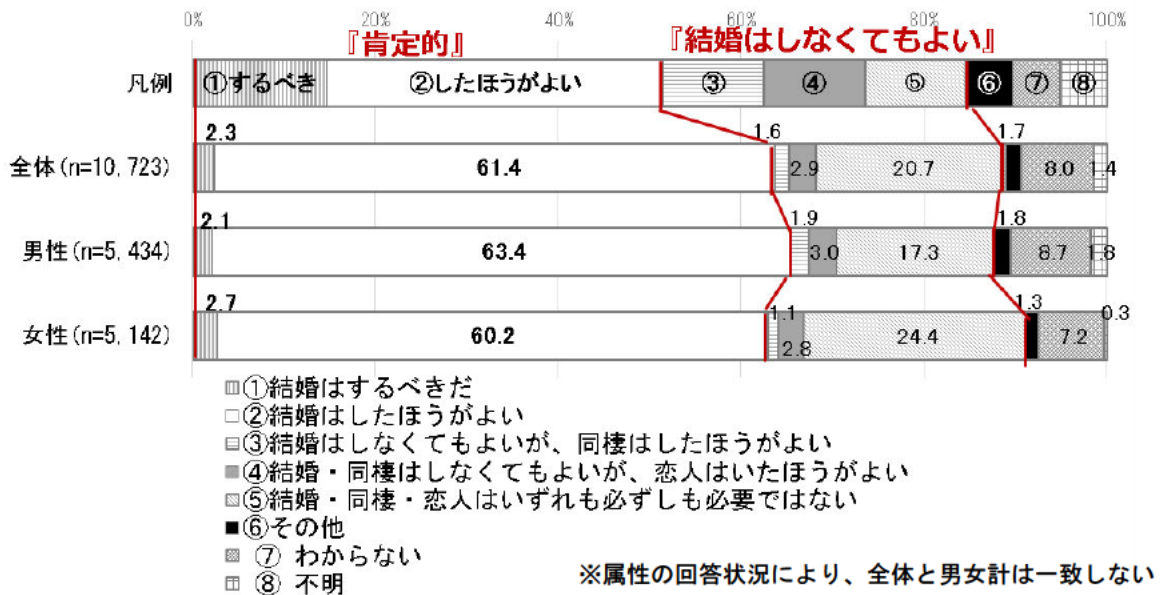 0% 20% 40% 60% 80% 100%
『肯定的』 『結婚はしなくてもよい』
凡例 ①するべき ②したほうがよい ③ ④ ⑤ ⑥ ⑦ ⑧
2.3 1.6 1.7
全体(n=10,723) 61.4 2.9 20.7 8.0 1.4
2.1 1.9 1.8
男性(n=5,434) 63.4 3.0 17.3 8.7 1.8
2.7 1.1 1.3 0.3
女性(n=5,142) 60.2 2.8 24.4 7.2
①結婚はするべきだ
②結婚はしたほうがよい
③結婚はしなくてもよいが、同棲はしたほうがよい
④結婚・同棲はしなくてもよいが、恋人はいたほうがよい
⑤結婚・同棲・恋人はいずれも必ずしも必要ではない
⑥その他
⑦ わからない
⑧ 不明
※属性の回答状況により、全体と男女計は一致しない